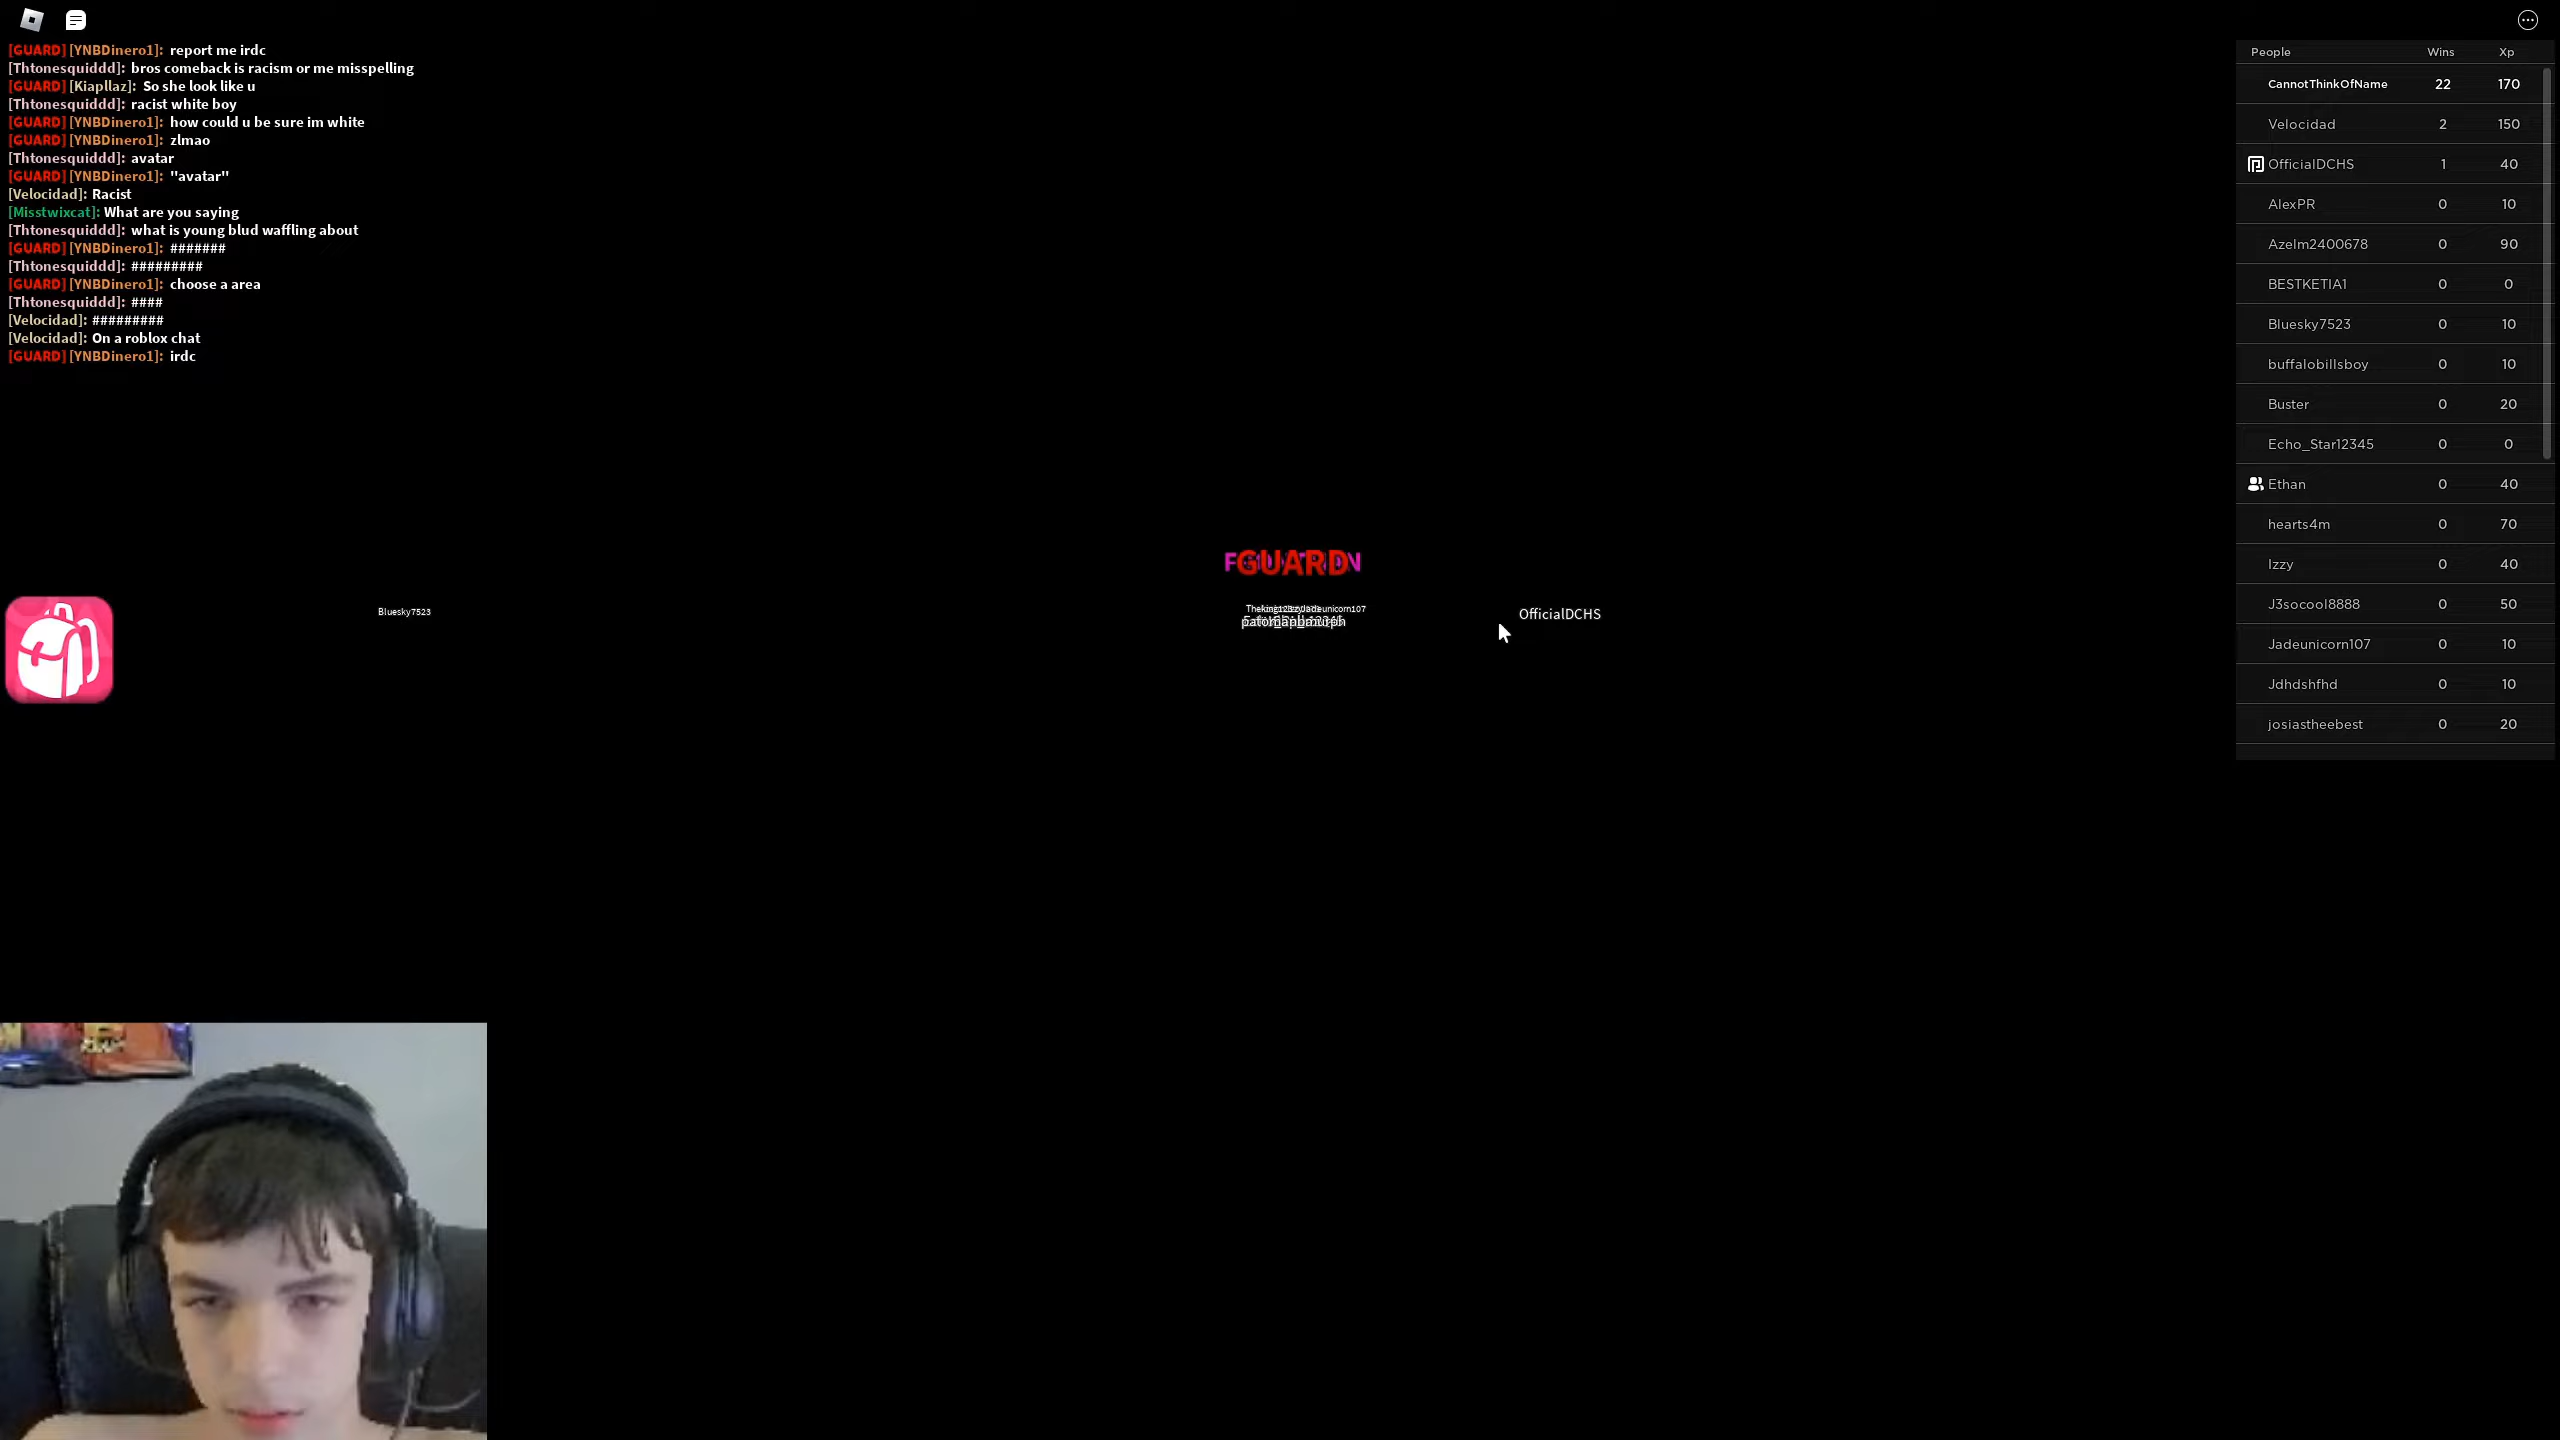 [GUARD] [YNBDinero1]: report me irdc
[Thtonesquiddd]: bros comeback is racism or me misspelling
[GUARD] [Kiapllaz]: So she look like u
[Thtonesquiddd]: racist white boy
[GUARD] [YNBDinero1]: how could u be sure im white
[GUARD] [YNBDinero1]: zlmao
[Thtonesquiddd]: avatar
[GUARD] [YNBDinero1]: "avatar"
[Velocidad]: Racist
[Misstwixcat]: What are you saying
[Thtonesquiddd]: what is young blud waffling about
[GUARD] [YNBDinero1]: #######
[Thtonesquiddd]: #########
[GUARD] [YNBDinero1]: choose a area
[Thtonesquiddd]: ####
[Velocidad]: #########
[Velocidad]: On a roblox chat
[GUARD] [YNBDinero1]: irdc
People Wins Xp
CannotThinkOfName 22 170
Velocidad 2 150
OfficialDCHS 1 40
AlexPR 0 10
Azelm2400678 0 90
BESTKETIA1 0 0
Bluesky7523 0 10
buffalobillsboy 0 10
Buster 0 20
Echo_Star12345 0 0
Ethan 0 40
hearts4m 0 70
Izzy 0 40
J3socool8888 0 50
Jadeunicorn107 0 10
Jdhdshfhd 0 10
josiastheebest 0 20
GUARD
Bluesky7523
OfficialDCHS